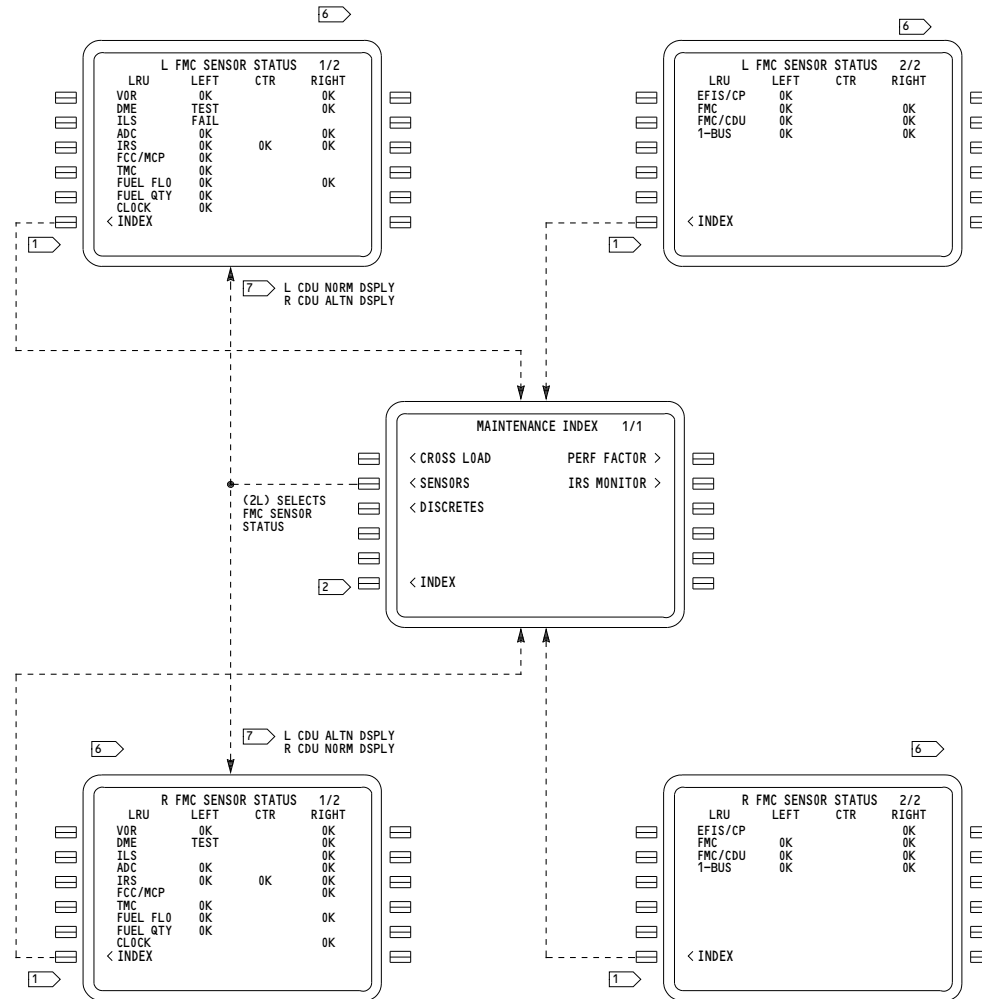 6
6
L FMC SENSOR STATUS 1/2
LRU LEFT CTR RIGHT
VOR OK OK
DME TEST OK
ILS FAIL
ADC OK OK
IRS OK OK OK
FCC/MCP OK
TMC OK
FUEL FLO OK OK
FUEL QTY OK
CLOCK OK
< INDEX
1
L FMC SENSOR STATUS 2/2
LRU LEFT CTR RIGHT
EFIS/CP OK
FMC OK OK
FMC/CDU OK OK
1-BUS OK OK
< INDEX
1
7 L CDU NORM DSPLY
R CDU ALTN DSPLY
MAINTENANCE INDEX 1/1
< CROSS LOAD PERF FACTOR >
< SENSORS IRS MONITOR >
< DISCRETES
< INDEX
(2L) SELECTS
FMC SENSOR
STATUS
2
7 L CDU ALTN DSPLY
R CDU NORM DSPLY
6
6
R FMC SENSOR STATUS 1/2
LRU LEFT CTR RIGHT
VOR OK OK
DME TEST OK
ILS OK
ADC OK OK
IRS OK OK OK
FCC/MCP OK
TMC OK
FUEL FLO OK OK
FUEL QTY OK
CLOCK OK
< INDEX
1
R FMC SENSOR STATUS 2/2
LRU LEFT CTR RIGHT
EFIS/CP OK
FMC OK OK
FMC/CDU OK OK
1-BUS OK OK
< INDEX
1